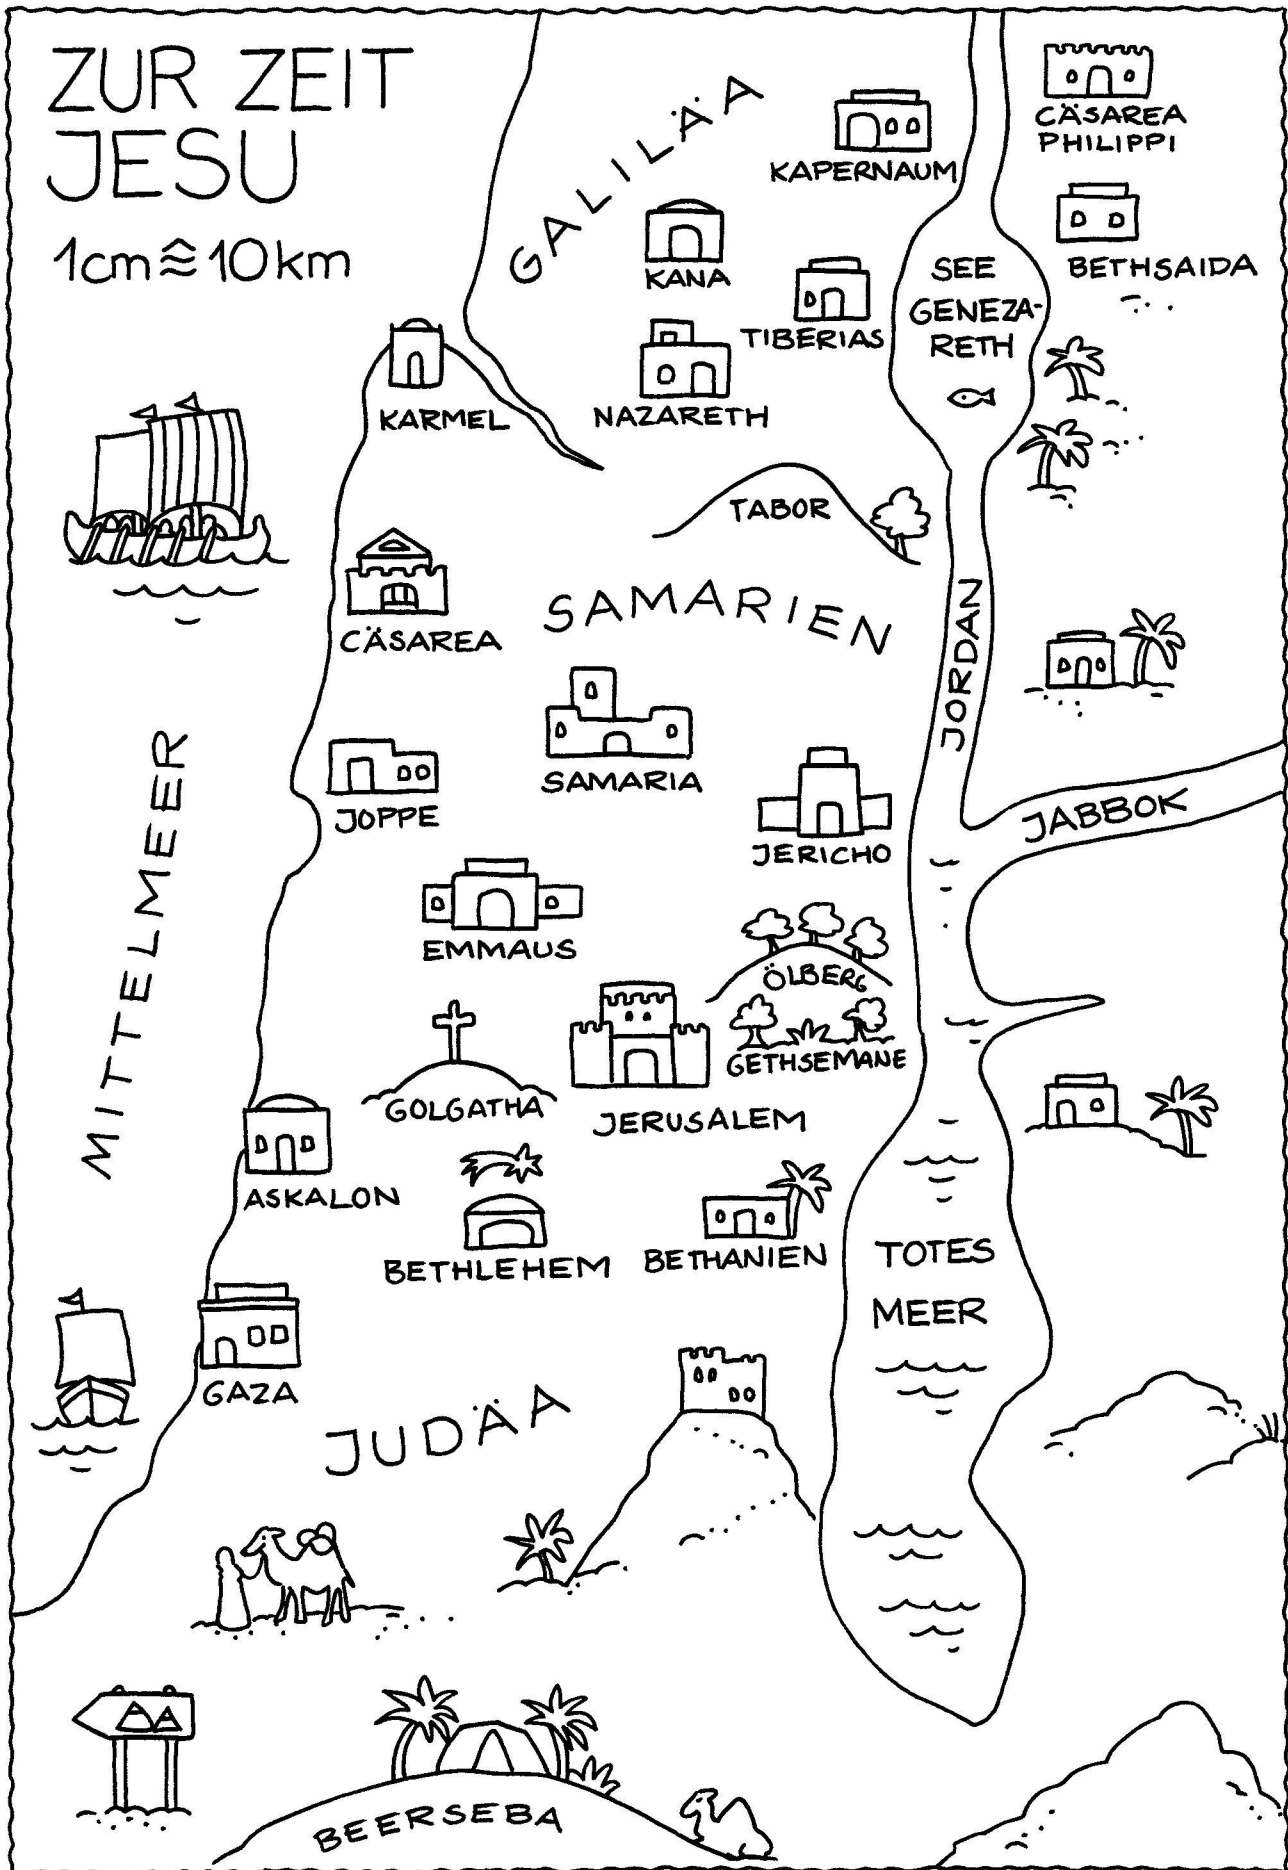 ZUR ZEIT
JESU
1cm ≙ 10km
GALILÄA
KAPERNAUM
CÄSAREA
PHILIPPI
KANA
TIBERIAS
SEE
GENEZA-
RETH
BETHSAIDA
KARMEL
NAZARETH
TABOR
CÄSAREA
SAMARIEN
JORDAN
MITTELMEER
SAMARIA
JOPPE
JERICHO
JABBOK
EMMAUS
ÖLBERG
GETHSEMANE
GOLGATHA
JERUSALEM
ASKALON
BETHLEHEM
BETHANIEN
TOTES
MEER
GAZA
JUDÄA
BEERSEBA